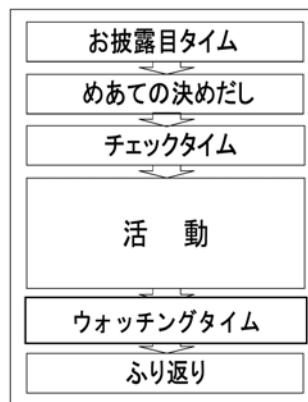 お披露目タイム
めあての決めだし
チェックタイム
活　動
ウォッチングタイム
ふり返り